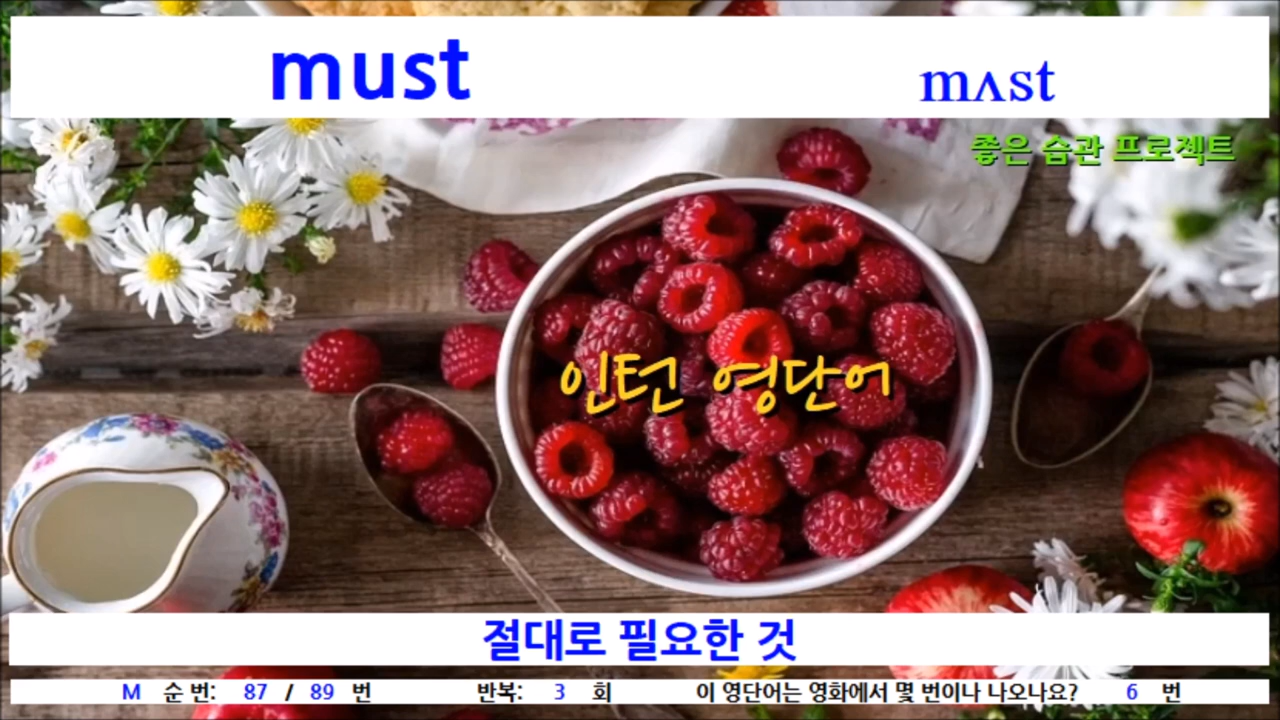 must mʌst
좋은 습관 프로젝트
인턴 영단어
절대로 필요한 것
M 순 번: 87 / 89 번 반복: 3 회 이 영단어는 영화에서 몇 번이나 나오나요? 6 번